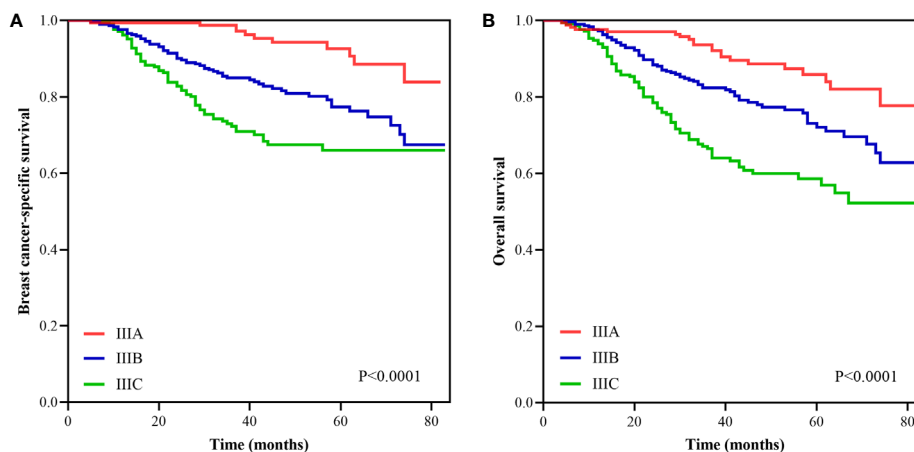 A
Breast cancer-specific survival
1.0
0.8
0.6
0.4
0.2
0.0
IIIA
IIIB
IIIC
P<0.0001
0 20 40 60 80
Time (months)
B
Overall survival
1.0
0.8
0.6
0.4
0.2
0.0
IIIA
IIIB
IIIC
P<0.0001
0 20 40 60 80
Time (months)